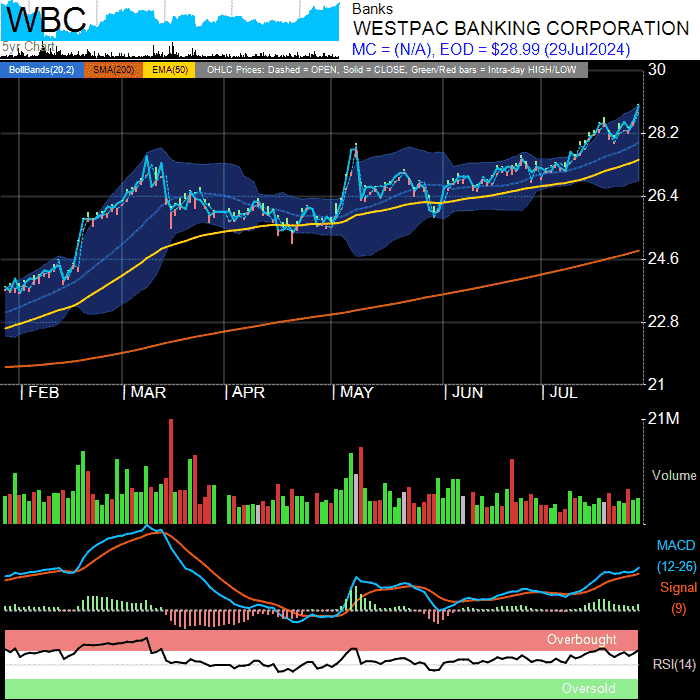 WBC
5yr Chart
Banks
WESTPAC BANKING CORPORATION
MC = (N/A), EOD = $28.99 (29Jul2024)
BollBands(20,2) SMA(200) EMA(50) OHLC Prices: Dashed = OPEN, Solid = CLOSE, Green/Red bars = Intra-day HIGH/LOW
30
28.2
26.4
24.6
22.8
21
FEB MAR APR MAY JUN JUL
21M
Volume
MACD
(12-26)
Signal
(9)
Overbought
RSI(14)
Oversold